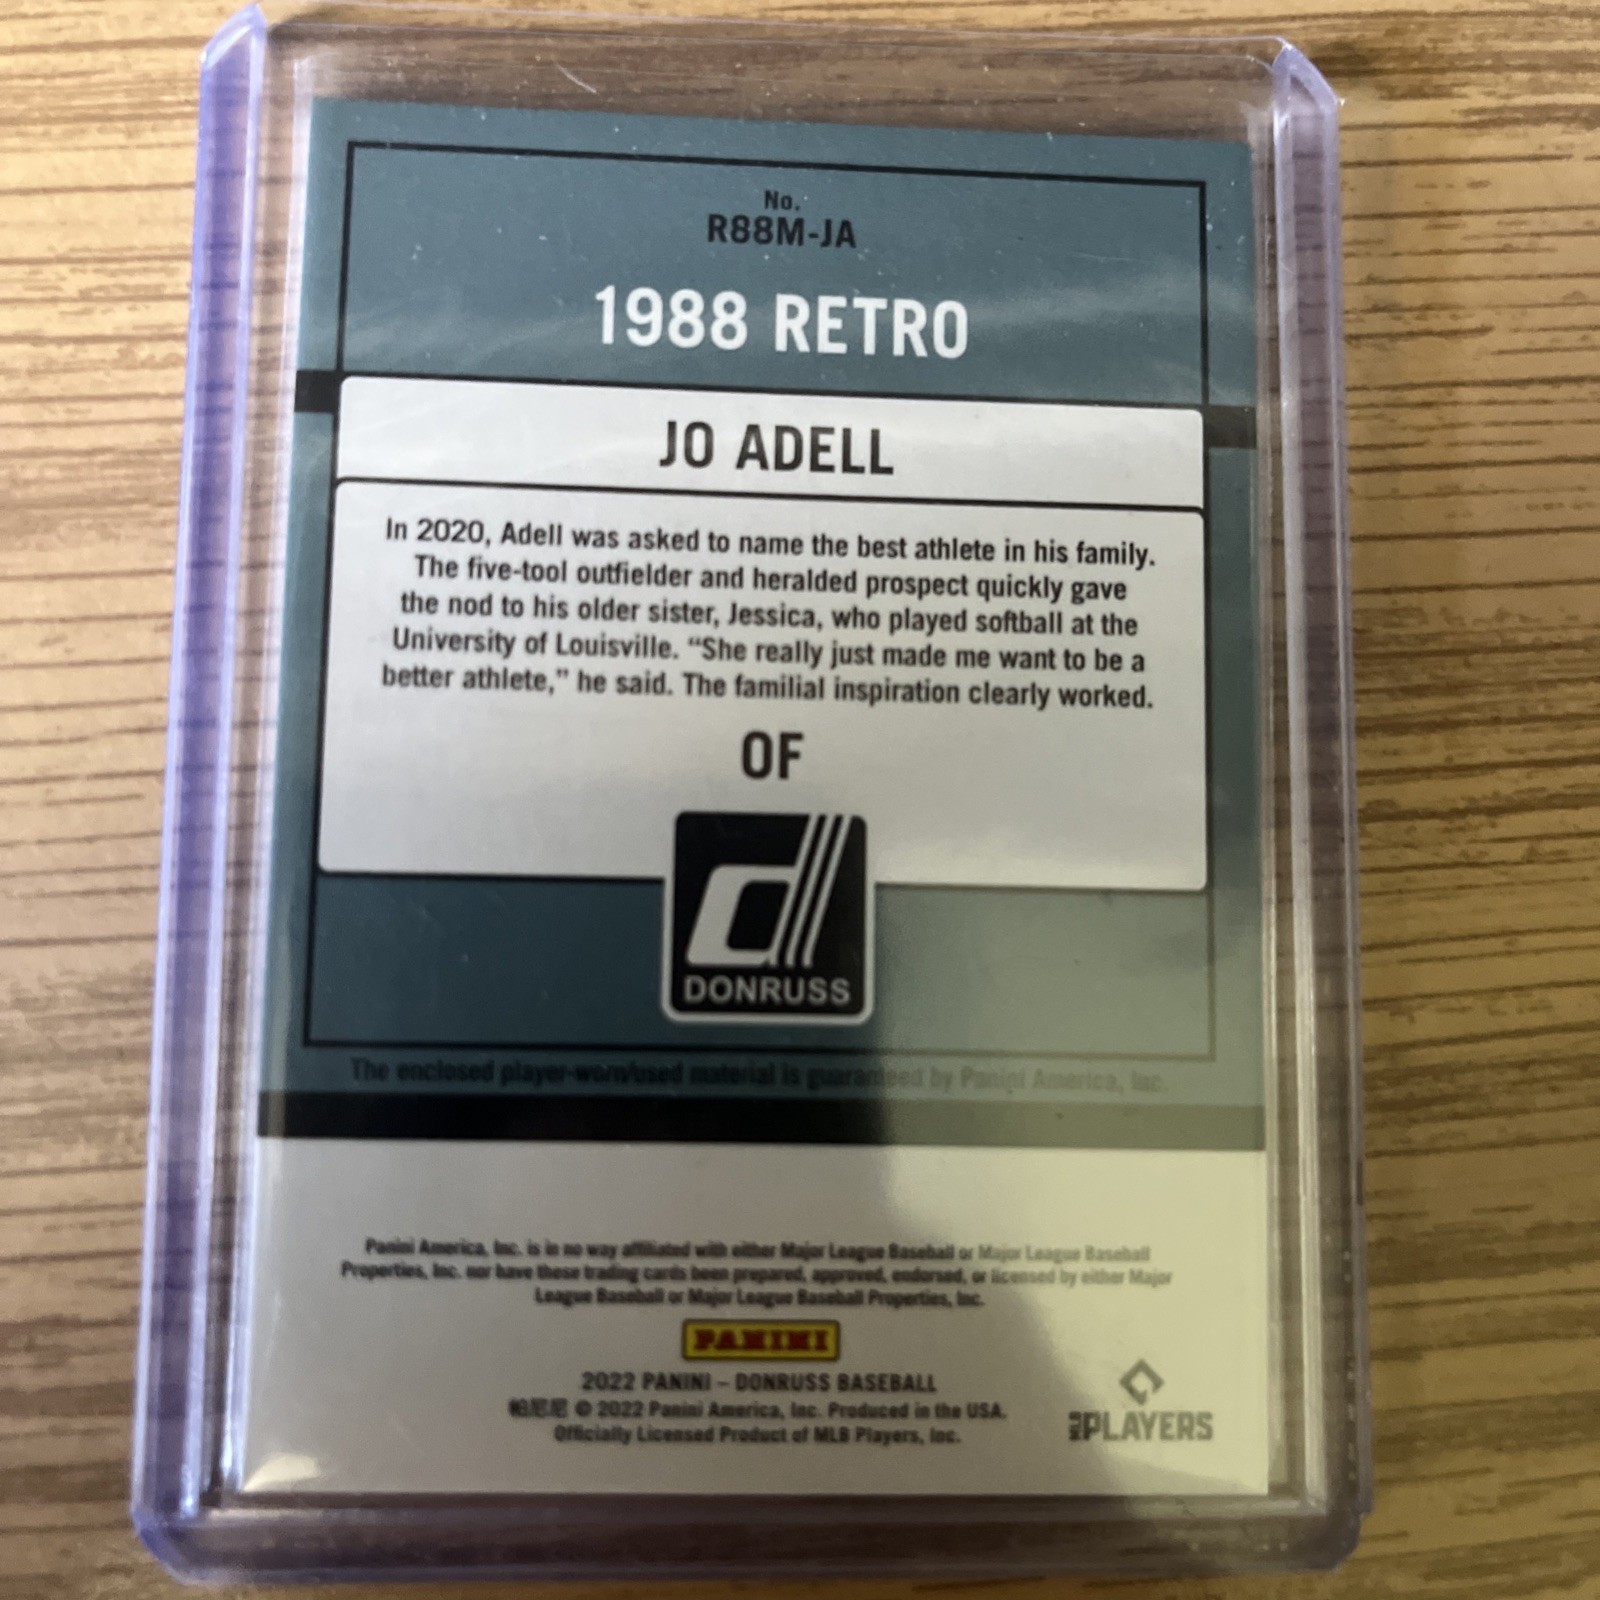 No.
R88M-JA
1988 RETRO
JO ADELL
In 2020, Adell was asked to name the best athlete in his family.
The five-tool outfielder and heralded prospect quickly gave
the nod to his older sister, Jessica, who played softball at the
University of Louisville. “She really just made me want to be a
better athlete,” he said. The familial inspiration clearly worked.
OF
DONRUSS
The enclosed player-worn/used material is guaranteed by Panini America, Inc.
Panini America, Inc. is in no way affiliated with either Major League Baseball or Major League Baseball
Properties, Inc. nor have these trading cards been prepared, approved, endorsed, or licensed by either Major
League Baseball or Major League Baseball Properties, Inc.
PANINI
2022 PANINI – DONRUSS BASEBALL
帕尼尼 © 2022 Panini America, Inc. Produced in the USA.
Officially Licensed Product of MLB Players, Inc.
MLB PLAYERS